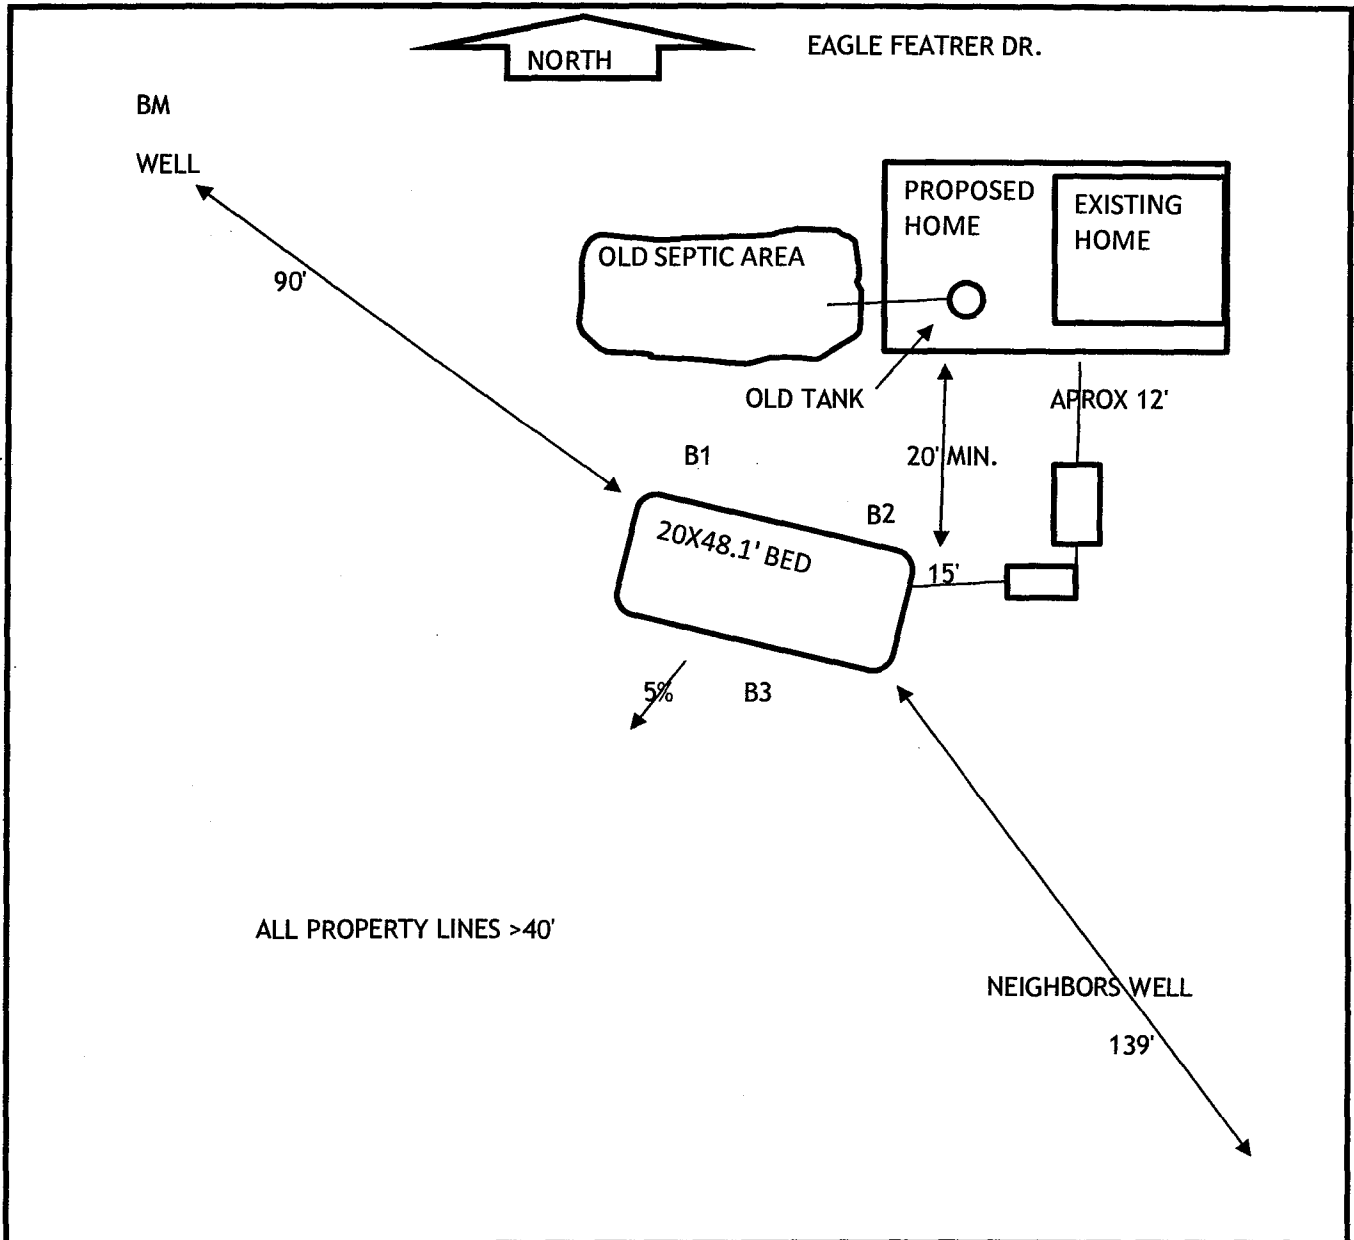 NORTH
EAGLE FEATRER DR.
BM
WELL
PROPOSED
HOME
EXISTING
HOME
OLD SEPTIC AREA
90'
OLD TANK
APROX 12'
B1
20' MIN.
B2
20X48.1' BED
15'
5%
B3
ALL PROPERTY LINES >40'
NEIGHBORS WELL
139'